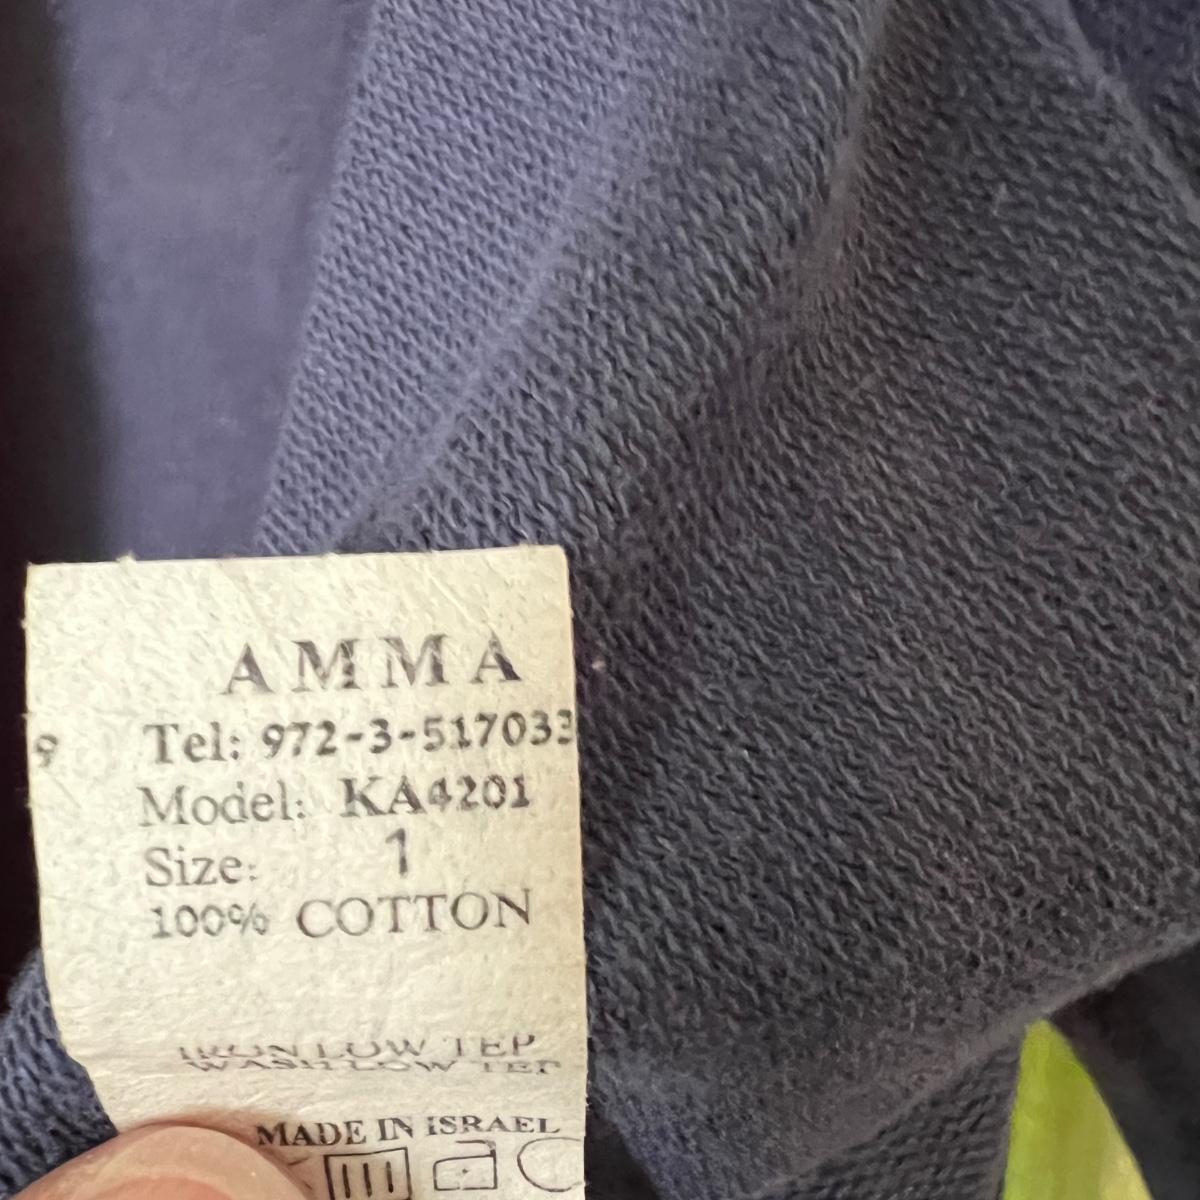 AMMA
9 Tel: 972-3-517033
Model: KA4201
Size: 1
100% COTTON
IRON LOW TEP
WASH LOW TEP
MADE IN ISRAEL